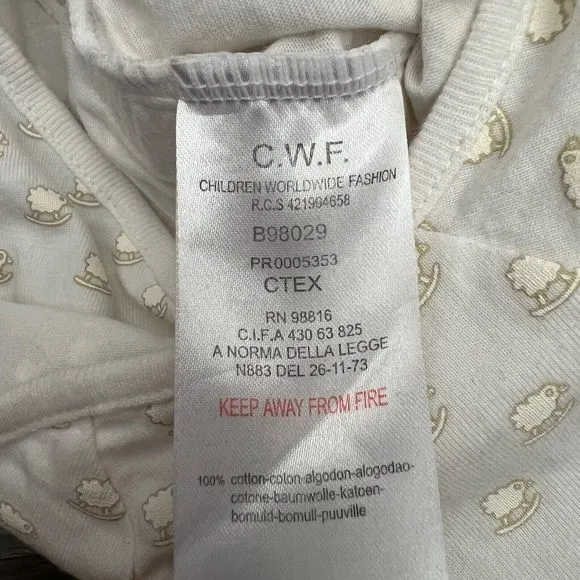 C.W.F.
CHILDREN WORLDWIDE FASHION
R.C.S 421994658
B98029
PR0005353
CTEX
RN 98816
C.I.F.A 430 63 825
A NORMA DELLA LEGGE
N883 DEL 26-11-73
KEEP AWAY FROM FIRE
100% cotton-coton-algodon-alogodao-
cotone-baumwolle-katoen-
bomuld-bomull-puuville